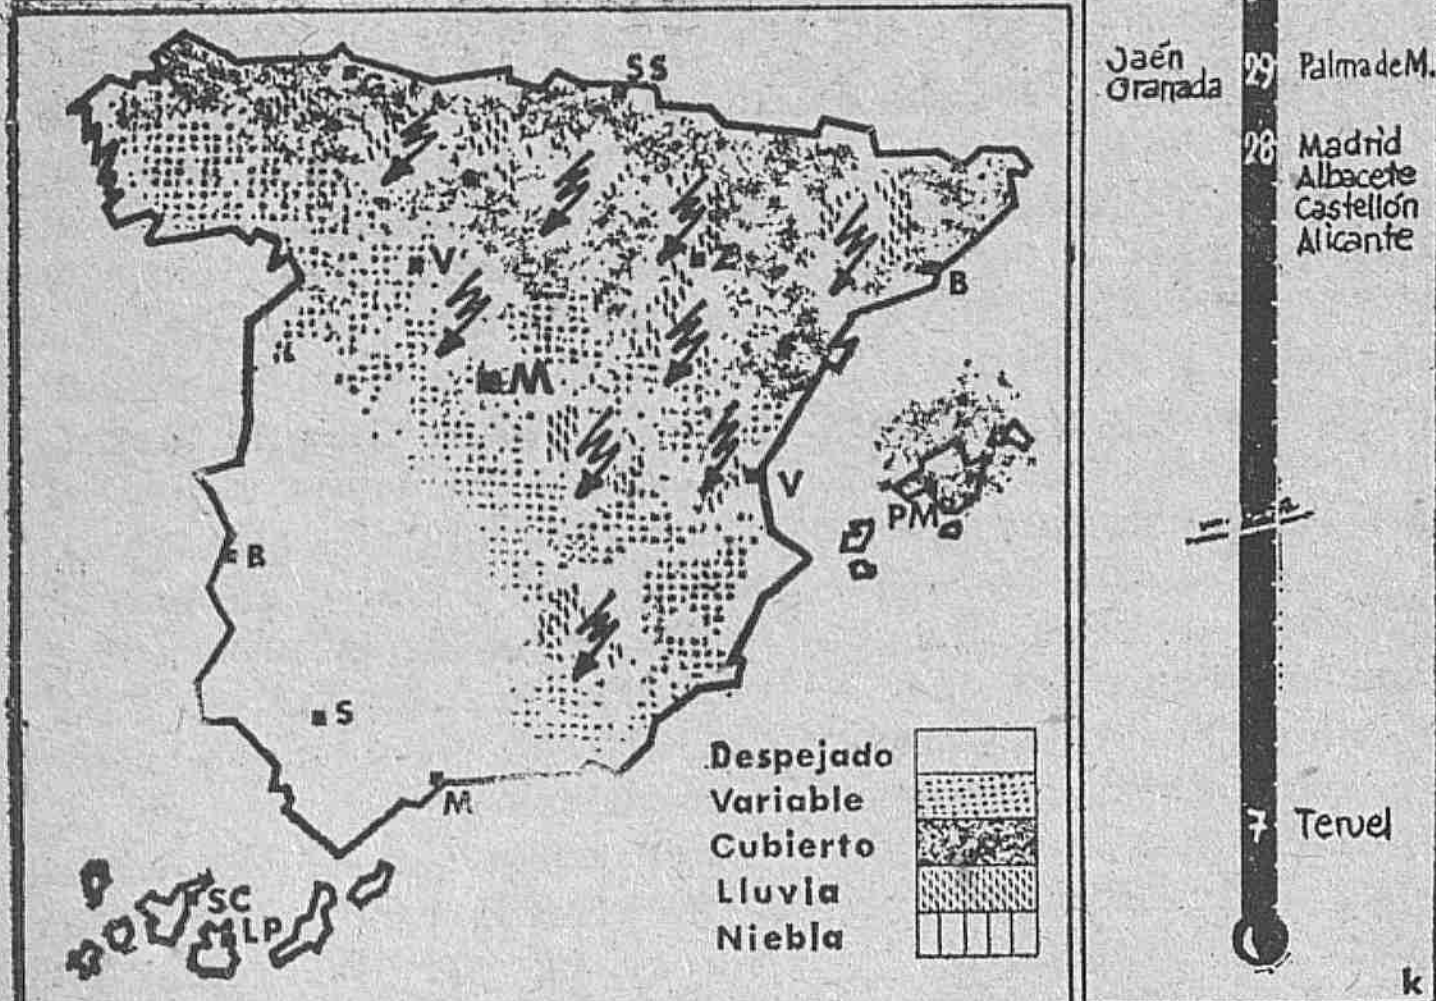 G
SS
V
Z
B
M
V
PM
B
S
M
SC
LP
Despejado
Variable
Cubierto
Lluvia
Niebla
Jaén
Granada
29
Palma de M.
28
Madrid
Albacete
Castellón
Alicante
7
Teruel
k